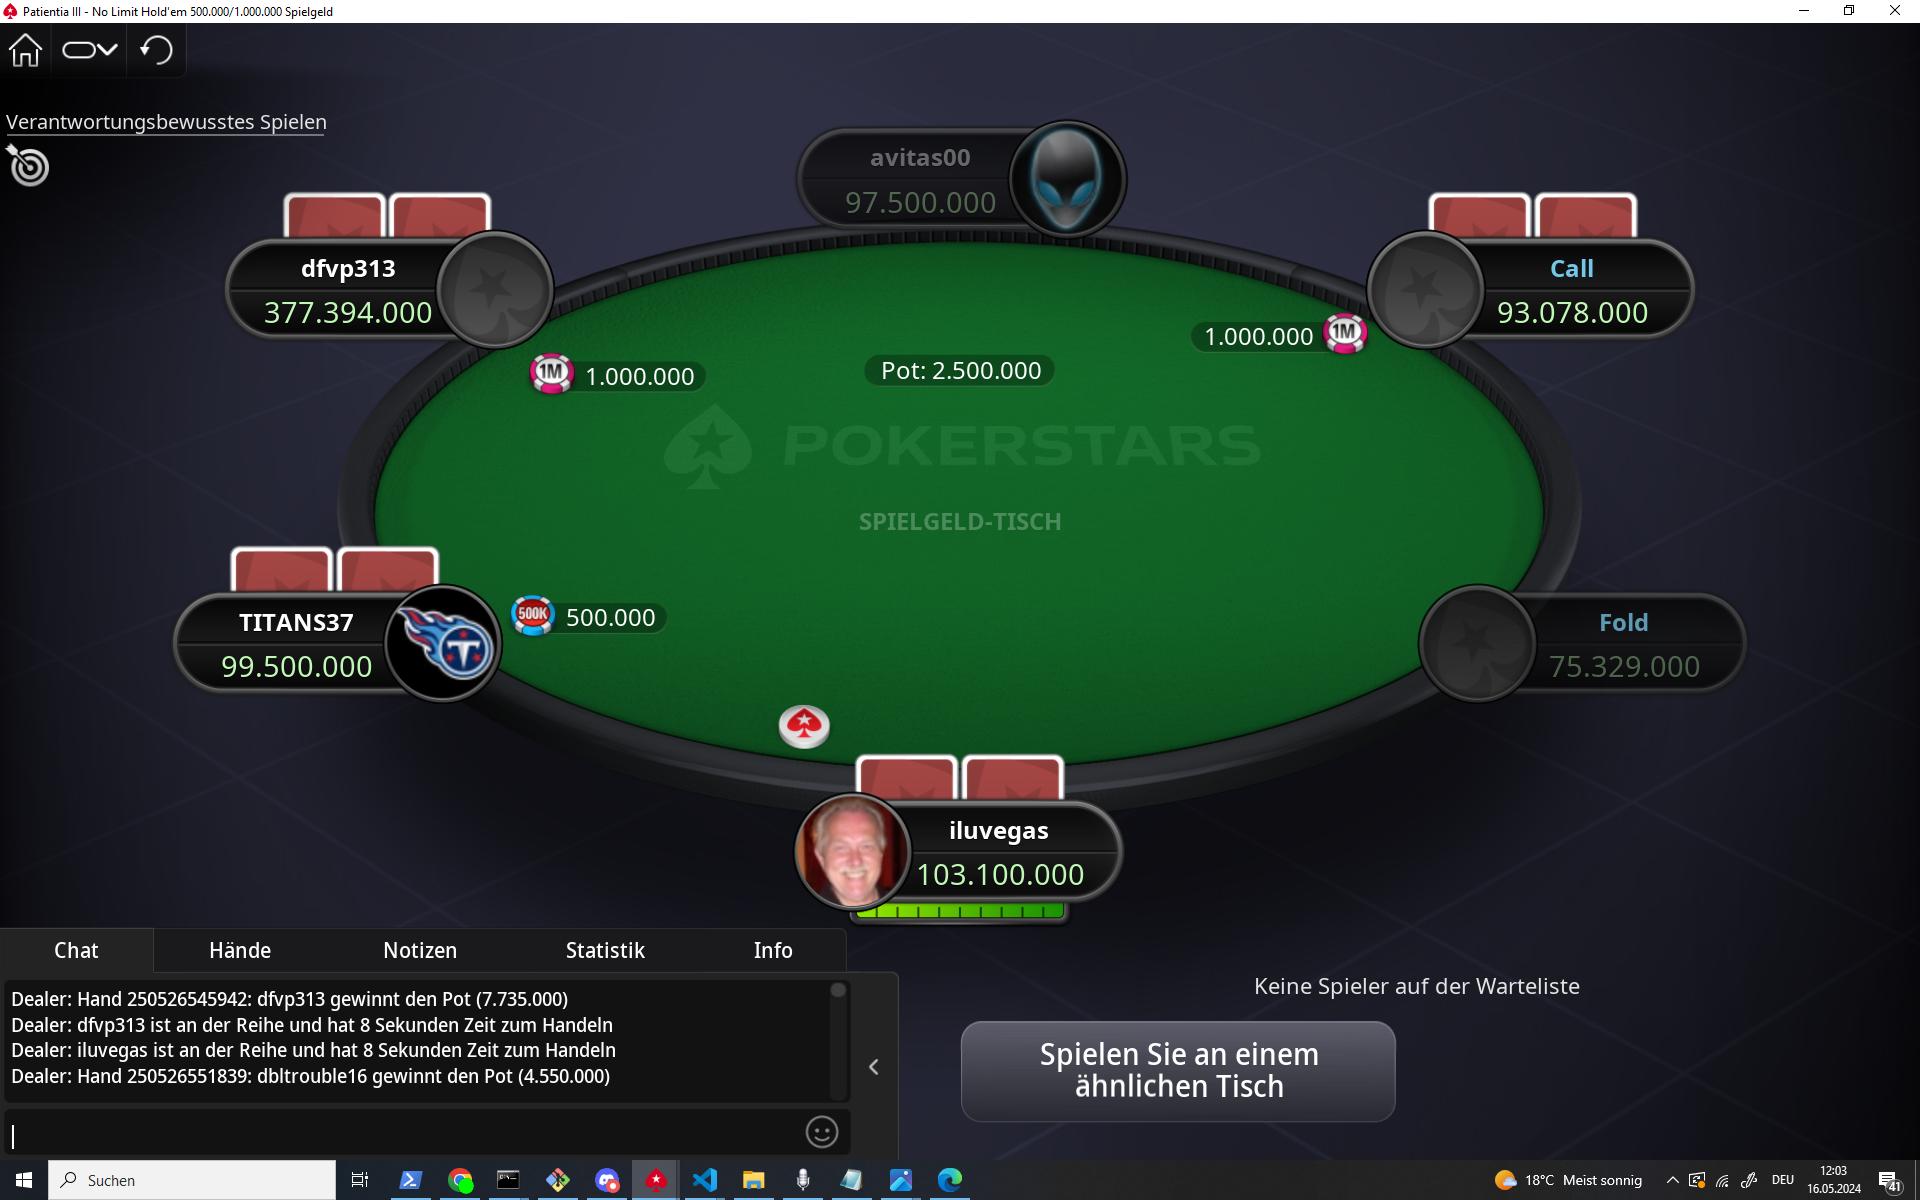 Patientia III - No Limit Hold'em 500.000/1.000.000 Spielgeld
Verantwortungsbewusstes Spielen
avitas00
97.500.000
dfvp313
377.394.000
Call
93.078.000
1M
1.000.000
1.000.000
1M
Pot: 2.500.000
POKERSTARS
SPIELGELD-TISCH
TITANS37
99.500.000
T
500K
500.000
Fold
75.329.000
iluvegas
103.100.000
Chat
Hände
Notizen
Statistik
Info
Dealer: Hand 250526545942: dfvp313 gewinnt den Pot (7.735.000)
Dealer: dfvp313 ist an der Reihe und hat 8 Sekunden Zeit zum Handeln
Dealer: iluvegas ist an der Reihe und hat 8 Sekunden Zeit zum Handeln
Dealer: Hand 250526551839: dbltrouble16 gewinnt den Pot (4.550.000)
Keine Spieler auf der Warteliste
Spielen Sie an einem
ähnlichen Tisch
Suchen
18°C Meist sonnig
DEU
12:03
16.05.2024
41